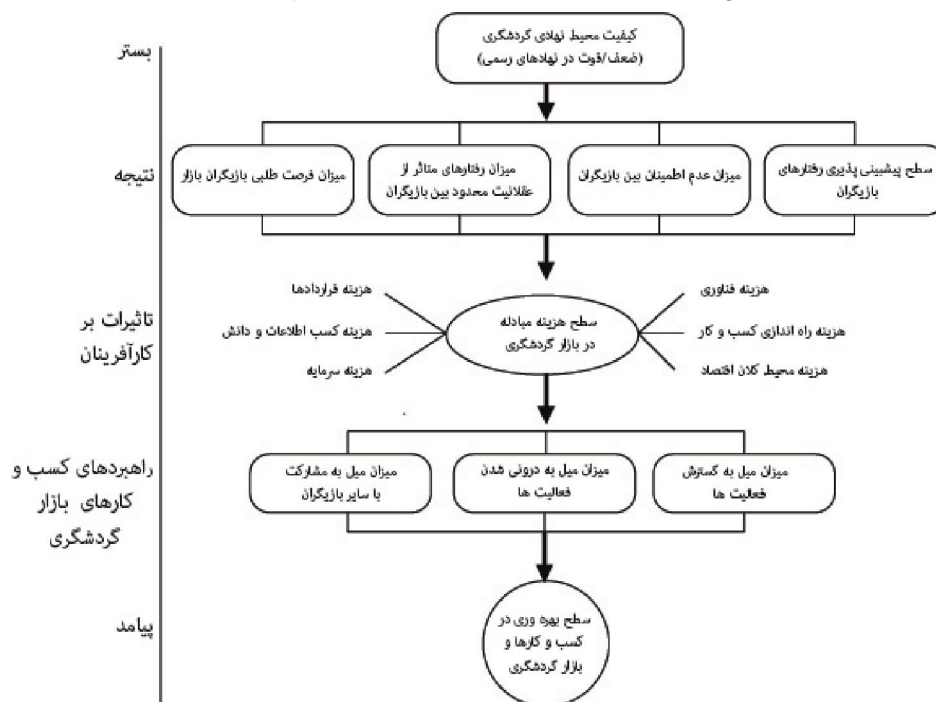 بستر
کیفیت محیط نهادی گردشگری
(ضعف/قوت در نهادهای رسمی)
نتیجه
سطح پیشبینی پذیری رفتارهای
بازیگران
میزان عدم اطمینان بین بازیگران
میزان رفتارهای متاثر از
عقلانیت محدود بین بازیگران
میزان فرصت طلبی بازیگران بازار
تاثیرات بر
کارآفرینان
هزینه فناوری
هزینه راه اندازی کسب و کار
هزینه محیط کلان اقتصاد
سطح هزینه مبادله
در بازار گردشگری
هزینه قراردادها
هزینه کسب اطلاعات و دانش
هزینه سرمایه
راهبردهای کسب و
کارهای بازار
گردشگری
میزان میل به گسترش
فعالیت ها
میزان میل به درونی شدن
فعالیت ها
میزان میل به مشارکت
با سایر بازیگران
پیامد
سطح بهره وری در
کسب و کارها و
بازار گردشگری